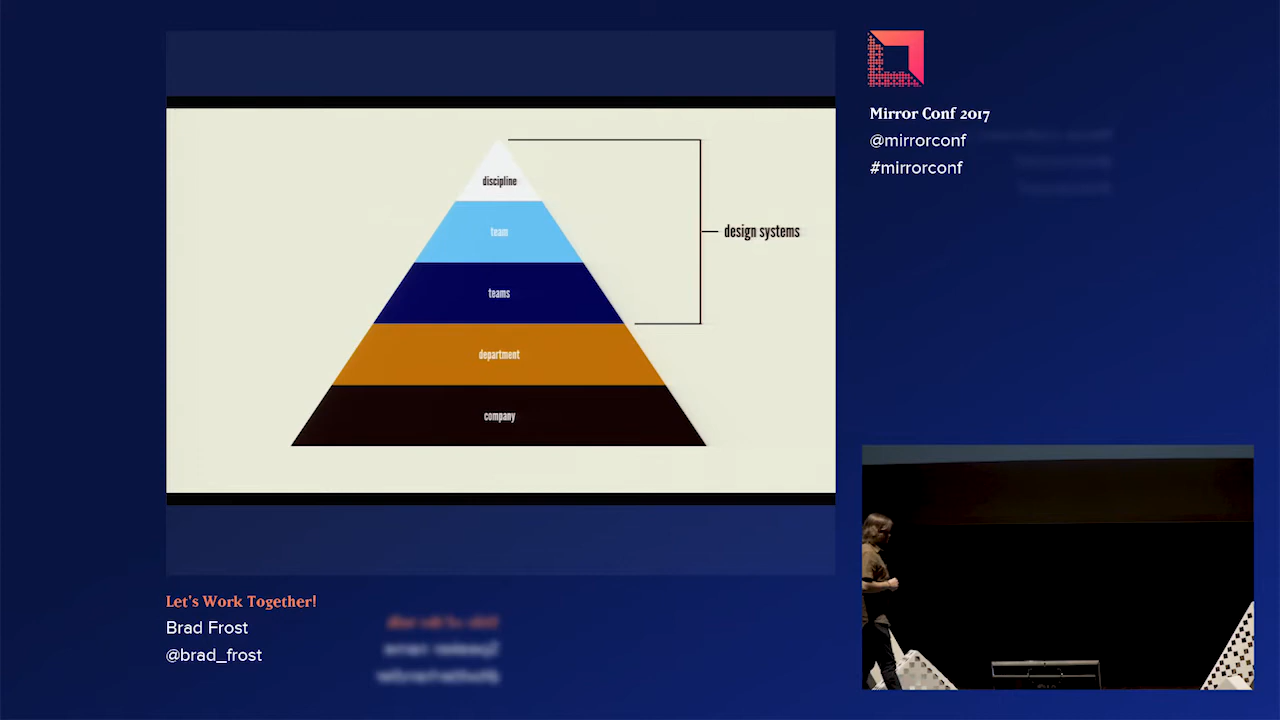 discipline
team
teams
department
company
design systems
Mirror Conf 2017
@mirrorconf
#mirrorconf
Let's Work Together!
Brad Frost
@brad_frost